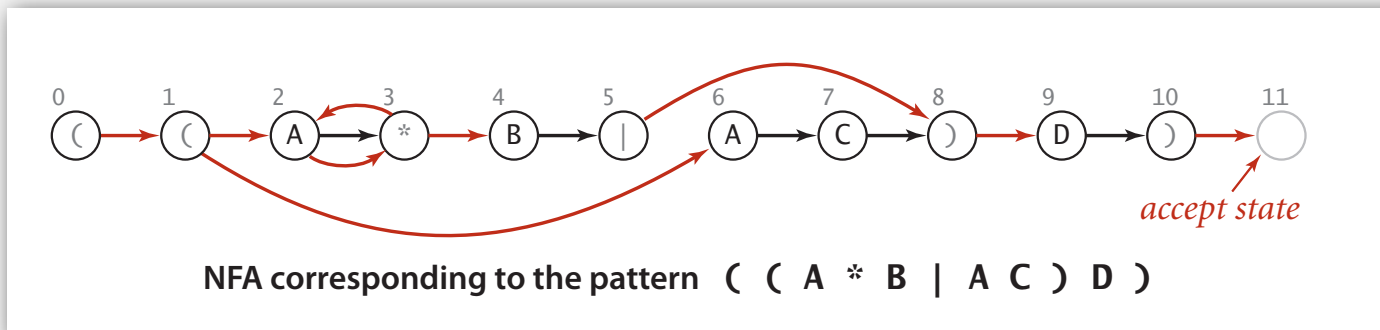 0 1 2 3 4 5 6 7 8 9 10 11
( ( A * B | A C ) D )
accept state
NFA corresponding to the pattern ( ( A * B | A C ) D )